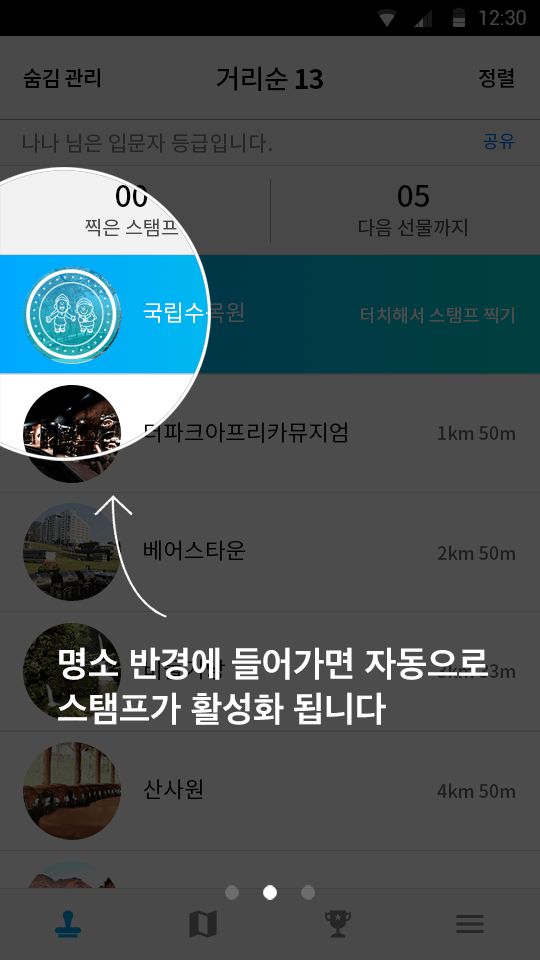 12:30
숨김 관리
거리순 13
정렬
나나 님은 입문자 등급입니다.
공유
00
찍은 스탬프
05
다음 선물까지
국립수목원
터치해서 스탬프 찍기
더파크아프리카뮤지엄
1km 50m
베어스타운
2km 50m
명소 반경에 들어가면 자동으로
스탬프가 활성화 됩니다
산사원
4km 50m